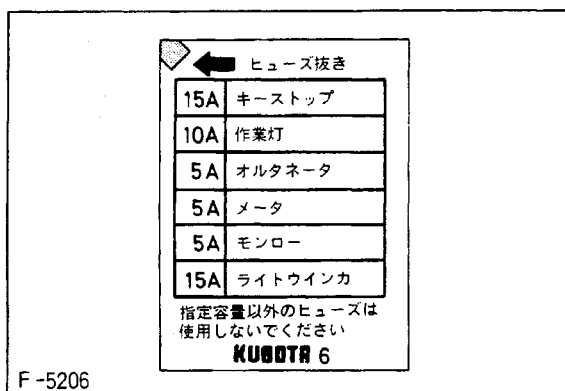 ヒューズ抜き
15A キーストップ
10A 作業灯
5A オルタネータ
5A メータ
5A モンロー
15A ライトウインカ
指定容量以外のヒューズは
使用しないでください
KUBOTA 6
F-5206